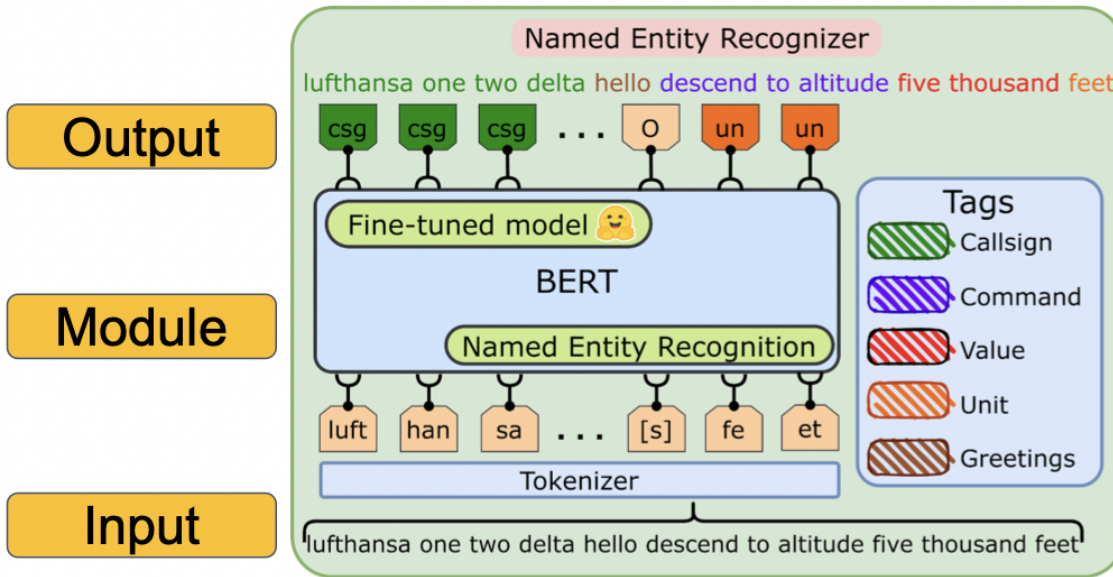 Named Entity Recognizer
lufthansa one two delta hello descend to altitude five thousand feet
Output
csg csg csg ... O un un
Fine-tuned model
BERT
Module
Named Entity Recognition
luft han sa ... [s] fe et
Tokenizer
Input
lufthansa one two delta hello descend to altitude five thousand feet
Tags
Callsign
Command
Value
Unit
Greetings